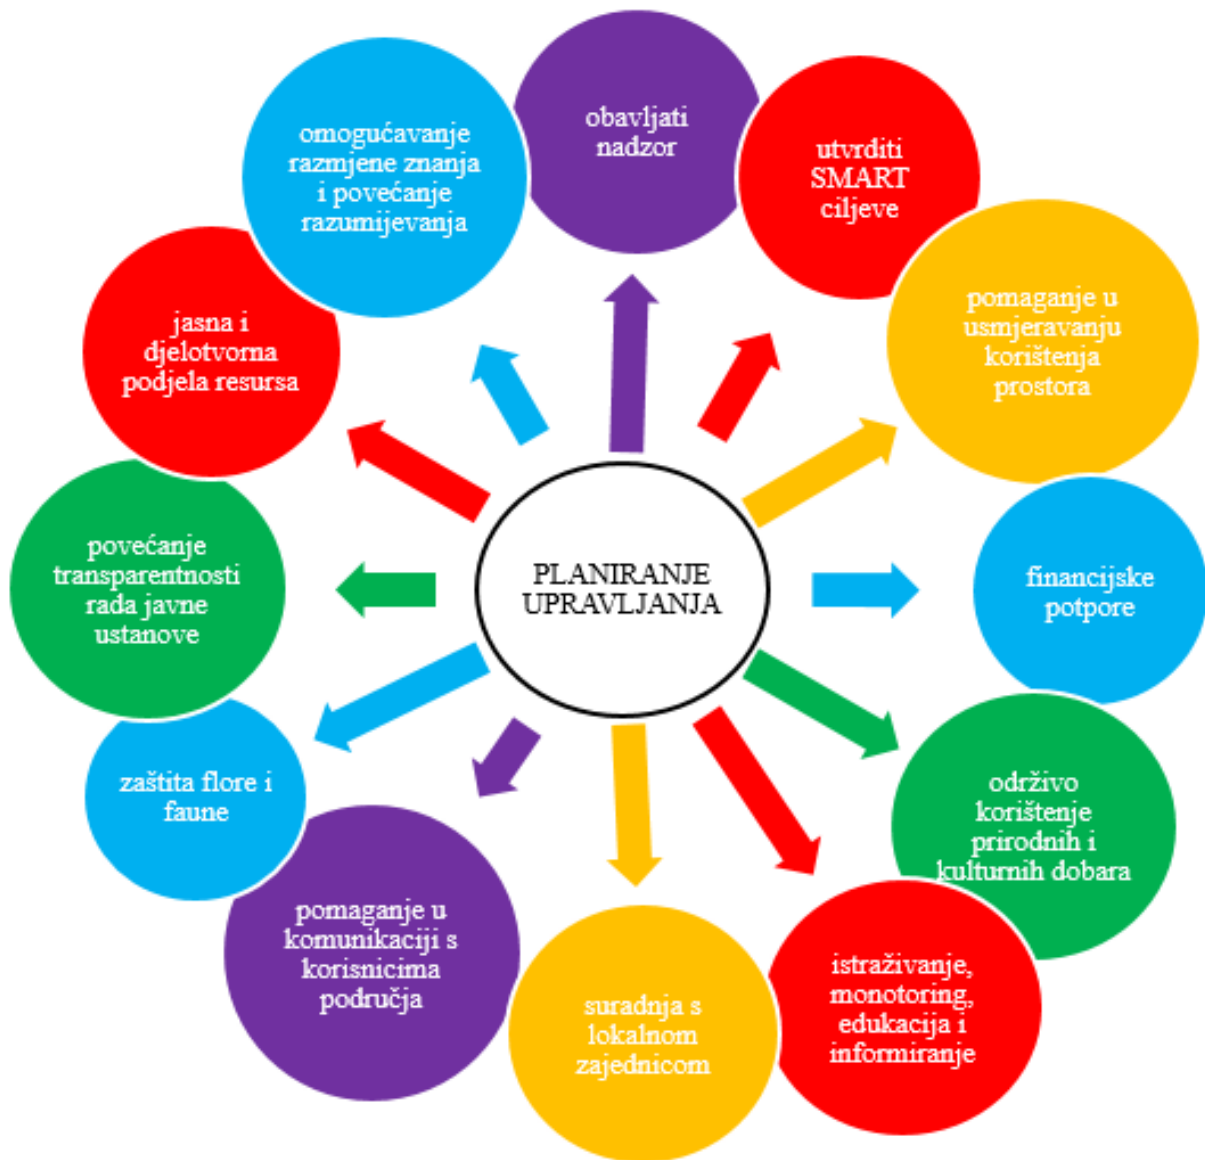 PLANIRANJE
UPRAVLJANJA
obavljati
nadzor
utvrditi
SMART
ciljeve
pomaganje u
usmjeravanju
korištenja
prostora
financijske
potpore
održivo
korištenje
prirodnih i
kulturnih dobara
istraživanje,
monotoring,
edukacija i
informiranje
suradnja s
lokalnom
zajednicom
pomaganje u
komunikaciji s
korisnicima
područja
zaštita flore i
faune
povećanje
transparentnosti
rada javne
ustanove
jasna i
djelotvorna
podjela resursa
omogućavanje
razmjene znanja
i povećanje
razumijevanja